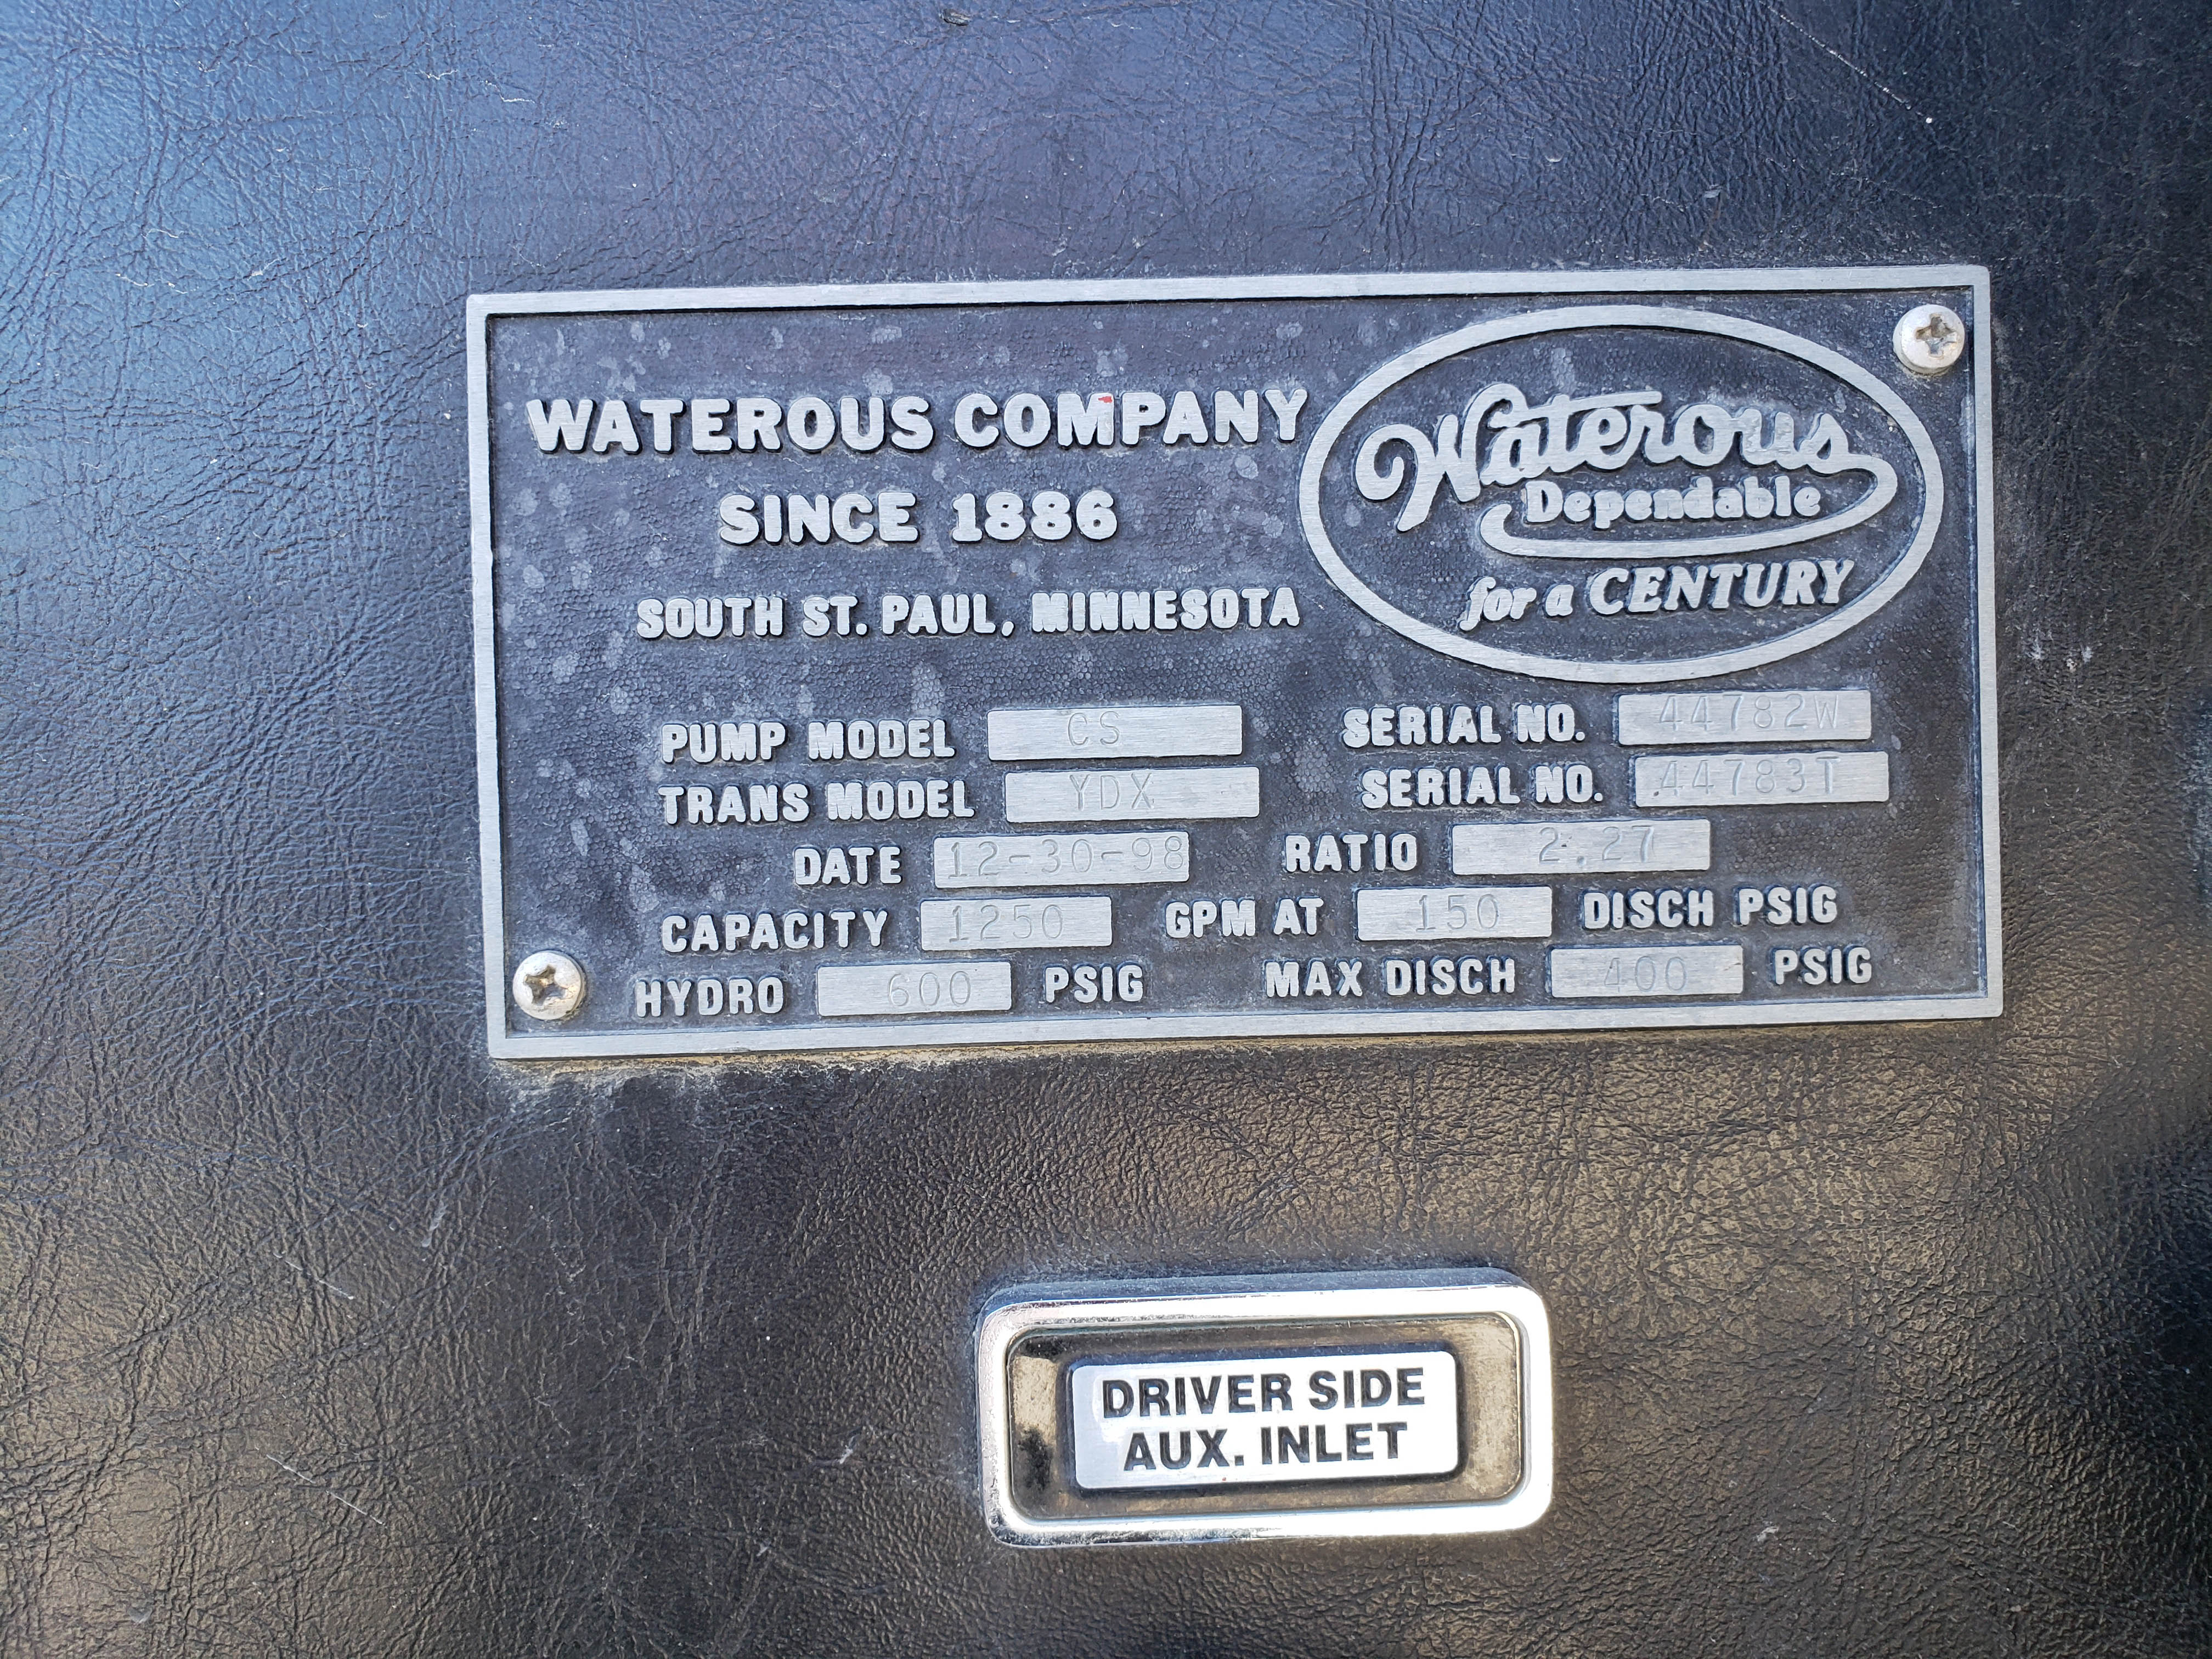 WATEROUS COMPANY
SINCE 1886
SOUTH ST. PAUL, MINNESOTA
Waterous
Dependable
for a CENTURY
PUMP MODEL CS SERIAL NO. 44782W
TRANS MODEL YDX SERIAL NO. 44783T
DATE 12-30-98 RATIO 2.27
CAPACITY 1250 GPM AT 150 DISCH PSIG
HYDRO 600 PSIG MAX DISCH 400 PSIG
DRIVER SIDE
AUX. INLET